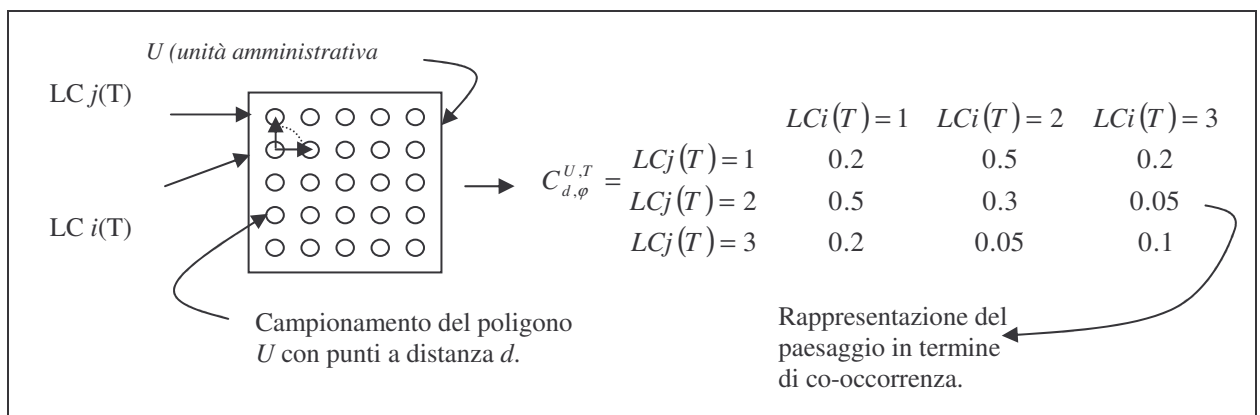 U (unità amministrativa
LC j(T)
LC i(T)
Campionamento del poligono
U con punti a distanza d.
LCi(T) = 1 LCi(T) = 2 LCi(T) = 3
LCj(T) = 1 0.2 0.5 0.2
C^{U,T}_{d,φ} = LCj(T) = 2 0.5 0.3 0.05
LCj(T) = 3 0.2 0.05 0.1
Rappresentazione del
paesaggio in termine
di co-occorrenza.